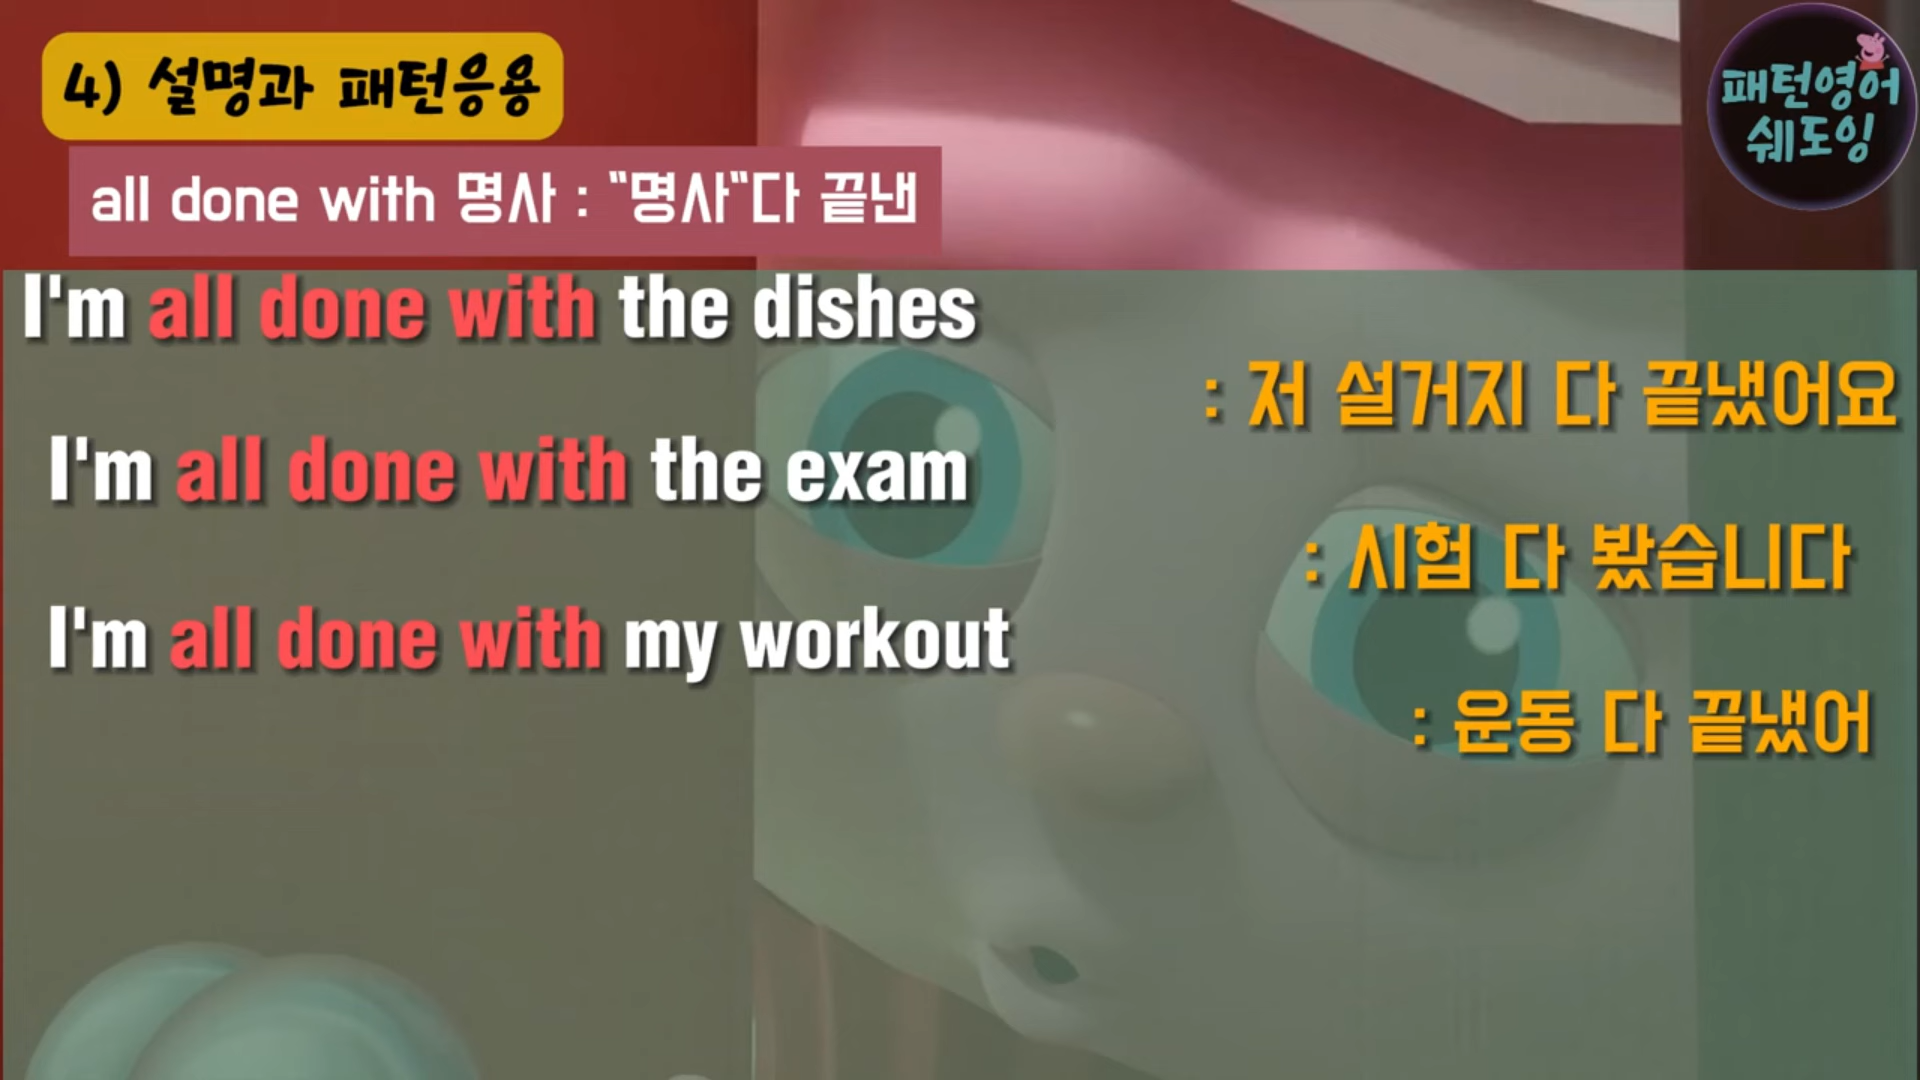 4) 설명과 패턴응용
패턴영어
쉐도잉
all done with 명사 : "명사"다 끝낸
I'm all done with the dishes
: 저 설거지 다 끝냈어요
I'm all done with the exam
: 시험 다 봤습니다
I'm all done with my workout
: 운동 다 끝냈어